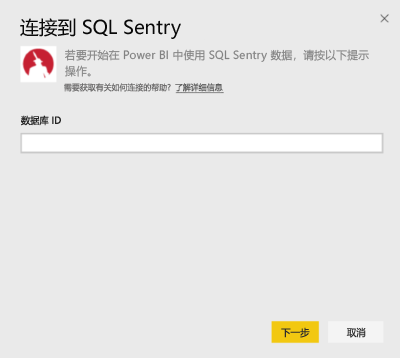 连接到 SQL Sentry
若要开始在 Power BI 中使用 SQL Sentry 数据，请按以下提示
操作。
需要获取有关如何连接的帮助? 了解详细信息
数据库 ID
下一步
取消